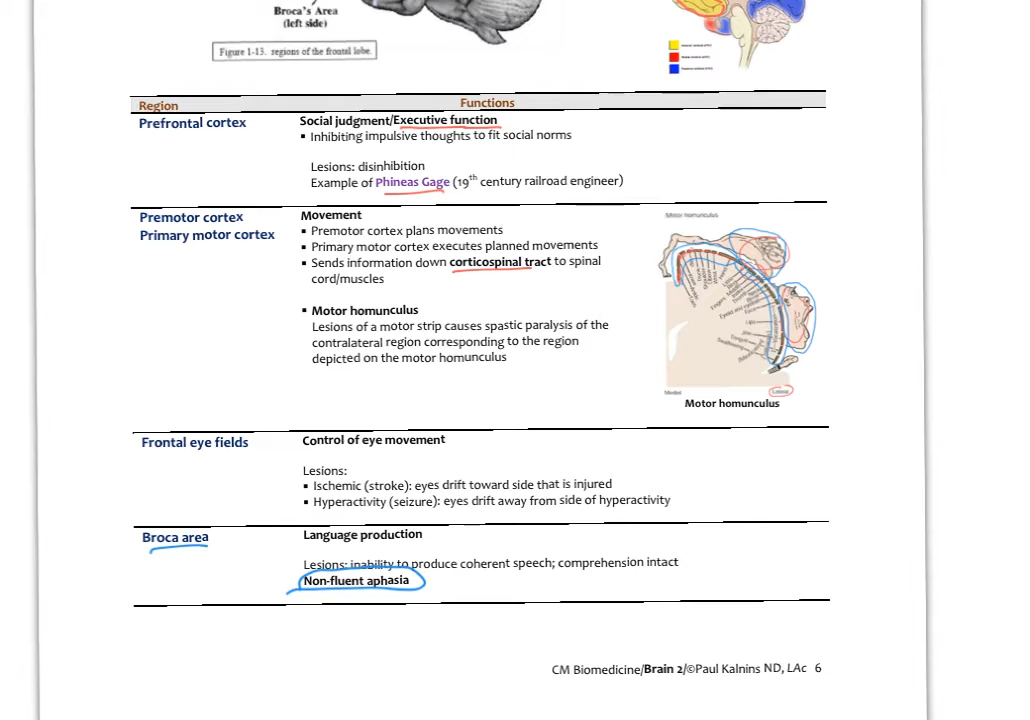 Broca's Area
(left side)
Figure 1-13. regions of the frontal lobe.
Region Functions
Prefrontal cortex
Social judgment/Executive function
▪ Inhibiting impulsive thoughts to fit social norms
Lesions: disinhibition
Example of Phineas Gage (19th century railroad engineer)
Premotor cortex
Primary motor cortex
Movement
▪ Premotor cortex plans movements
▪ Primary motor cortex executes planned movements
▪ Sends information down corticospinal tract to spinal
cord/muscles
▪ Motor homunculus
Lesions of a motor strip causes spastic paralysis of the
contralateral region corresponding to the region
depicted on the motor homunculus
Motor homunculus
Medial
Lateral
Motor homunculus
Frontal eye fields
Control of eye movement
Lesions:
▪ Ischemic (stroke): eyes drift toward side that is injured
▪ Hyperactivity (seizure): eyes drift away from side of hyperactivity
Broca area
Language production
Lesions: inability to produce coherent speech; comprehension intact
Non-fluent aphasia
CM Biomedicine/Brain 2/©Paul Kalnins ND, LAc 6